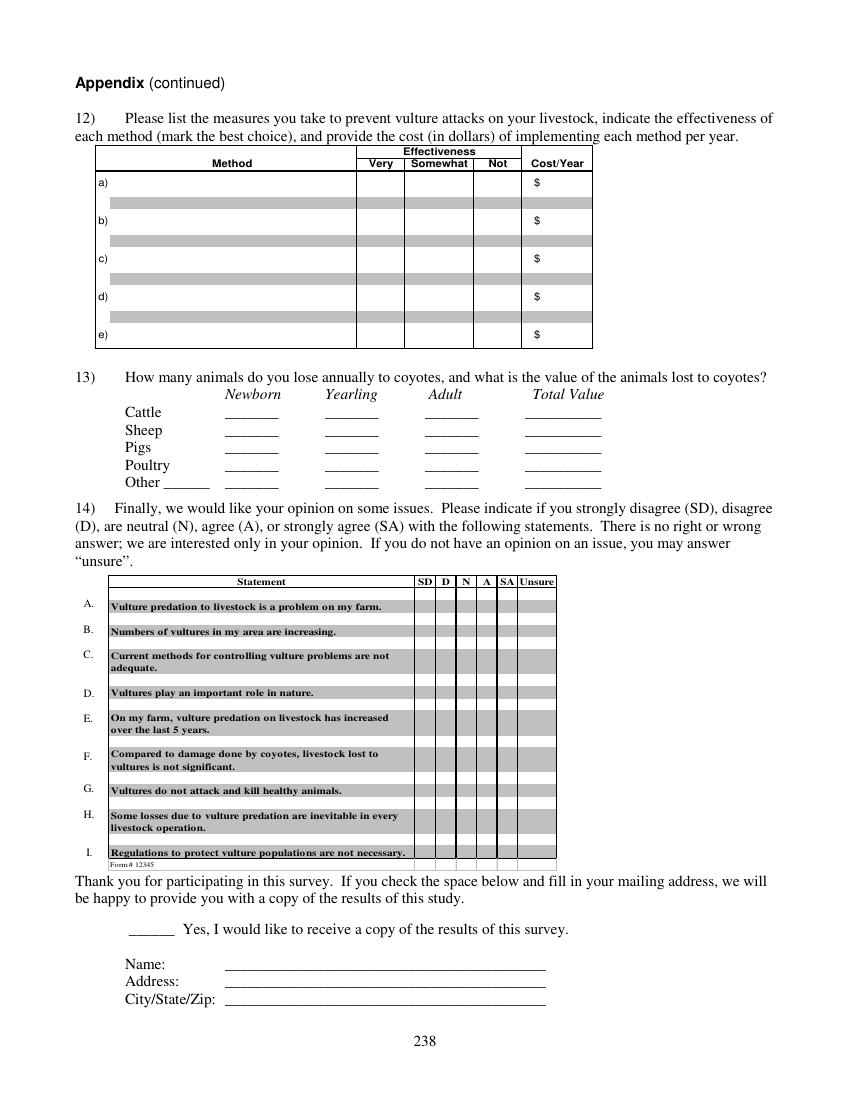 Appendix (continued)
12) Please list the measures you take to prevent vulture attacks on your livestock, indicate the effectiveness of
each method (mark the best choice), and provide the cost (in dollars) of implementing each method per year.
Effectiveness
Method Very Somewhat Not Cost/Year
a) $
b) $
c) $
d) $
e) $
13) How many animals do you lose annually to coyotes, and what is the value of the animals lost to coyotes?
Newborn Yearling Adult Total Value
Cattle _______ _______ _______ __________
Sheep _______ _______ _______ __________
Pigs _______ _______ _______ __________
Poultry _______ _______ _______ __________
Other ______ _______ _______ _______ __________
14) Finally, we would like your opinion on some issues. Please indicate if you strongly disagree (SD), disagree
(D), are neutral (N), agree (A), or strongly agree (SA) with the following statements. There is no right or wrong
answer; we are interested only in your opinion. If you do not have an opinion on an issue, you may answer
“unsure”.
Statement SD D N A SA Unsure
A. Vulture predation to livestock is a problem on my farm.
B. Numbers of vultures in my area are increasing.
C. Current methods for controlling vulture problems are not
adequate.
D. Vultures play an important role in nature.
E. On my farm, vulture predation on livestock has increased
over the last 5 years.
F. Compared to damage done by coyotes, livestock lost to
vultures is not significant.
G. Vultures do not attack and kill healthy animals.
H. Some losses due to vulture predation are inevitable in every
livestock operation.
I. Regulations to protect vulture populations are not necessary.
Form # 12345
Thank you for participating in this survey. If you check the space below and fill in your mailing address, we will
be happy to provide you with a copy of the results of this study.
______ Yes, I would like to receive a copy of the results of this survey.
Name: __________________________________________
Address: __________________________________________
City/State/Zip: __________________________________________
238